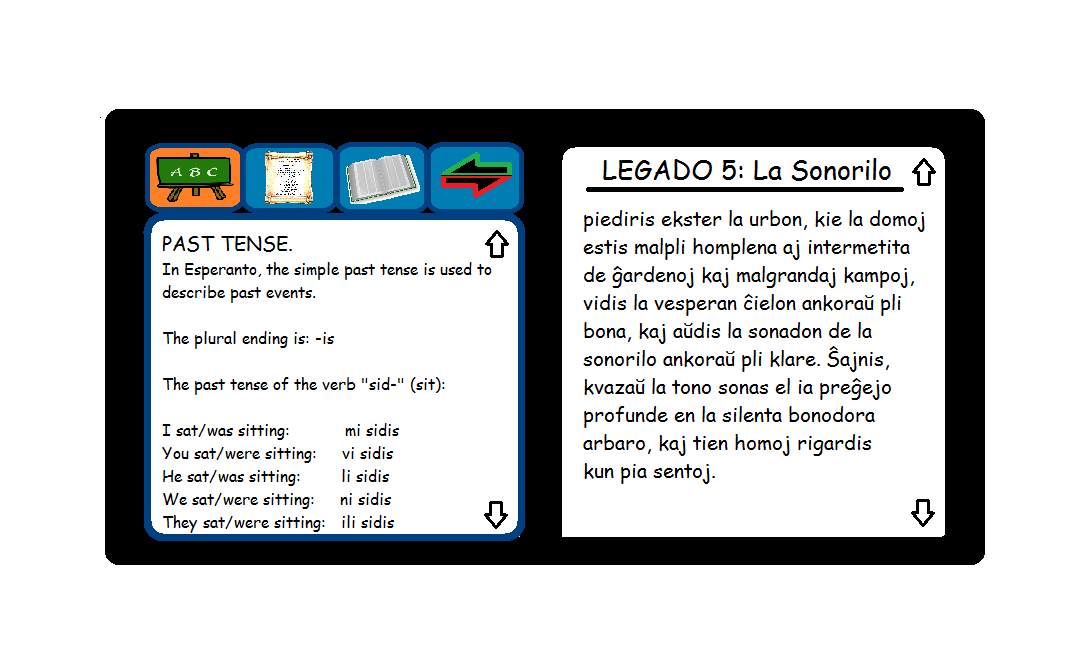 A B C
PAST TENSE.
In Esperanto, the simple past tense is used to
describe past events.
The plural ending is: -is
The past tense of the verb "sid-" (sit):
I sat/was sitting: mi sidis
You sat/were sitting: vi sidis
He sat/was sitting: li sidis
We sat/were sitting: ni sidis
They sat/were sitting: ili sidis
LEGADO 5: La Sonorilo
piediris ekster la urbon, kie la domoj
estis malpli homplena aj intermetita
de ĝardenoj kaj malgrandaj kampoj,
vidis la vesperan ĉielon ankoraŭ pli
bona, kaj aŭdis la sonadon de la
sonorilo ankoraŭ pli klare. Ŝajnis,
kvazaŭ la tono sonas el ia preĝejo
profunde en la silenta bonodora
arbaro, kaj tien homoj rigardis
kun pia sentoj.